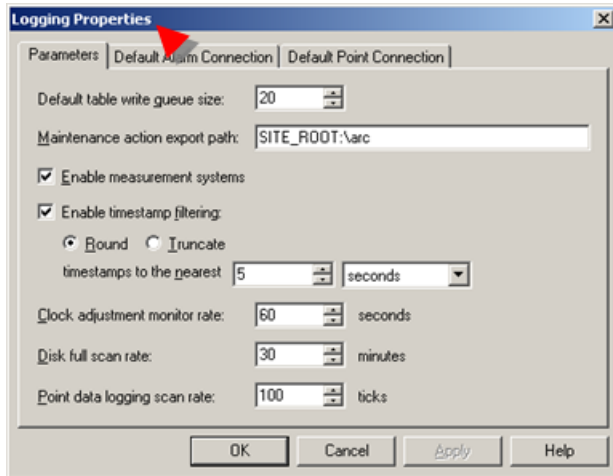 Logging Properties
Parameters Default Alarm Connection Default Point Connection
Default table write queue size: 20
Maintenance action export path: SITE_ROOT:\arc
Enable measurement systems
Enable timestamp filtering:
Round Truncate
timestamps to the nearest 5 seconds
Clock adjustment monitor rate: 60 seconds
Disk full scan rate: 30 minutes
Point data logging scan rate: 100 ticks
OK Cancel Apply Help